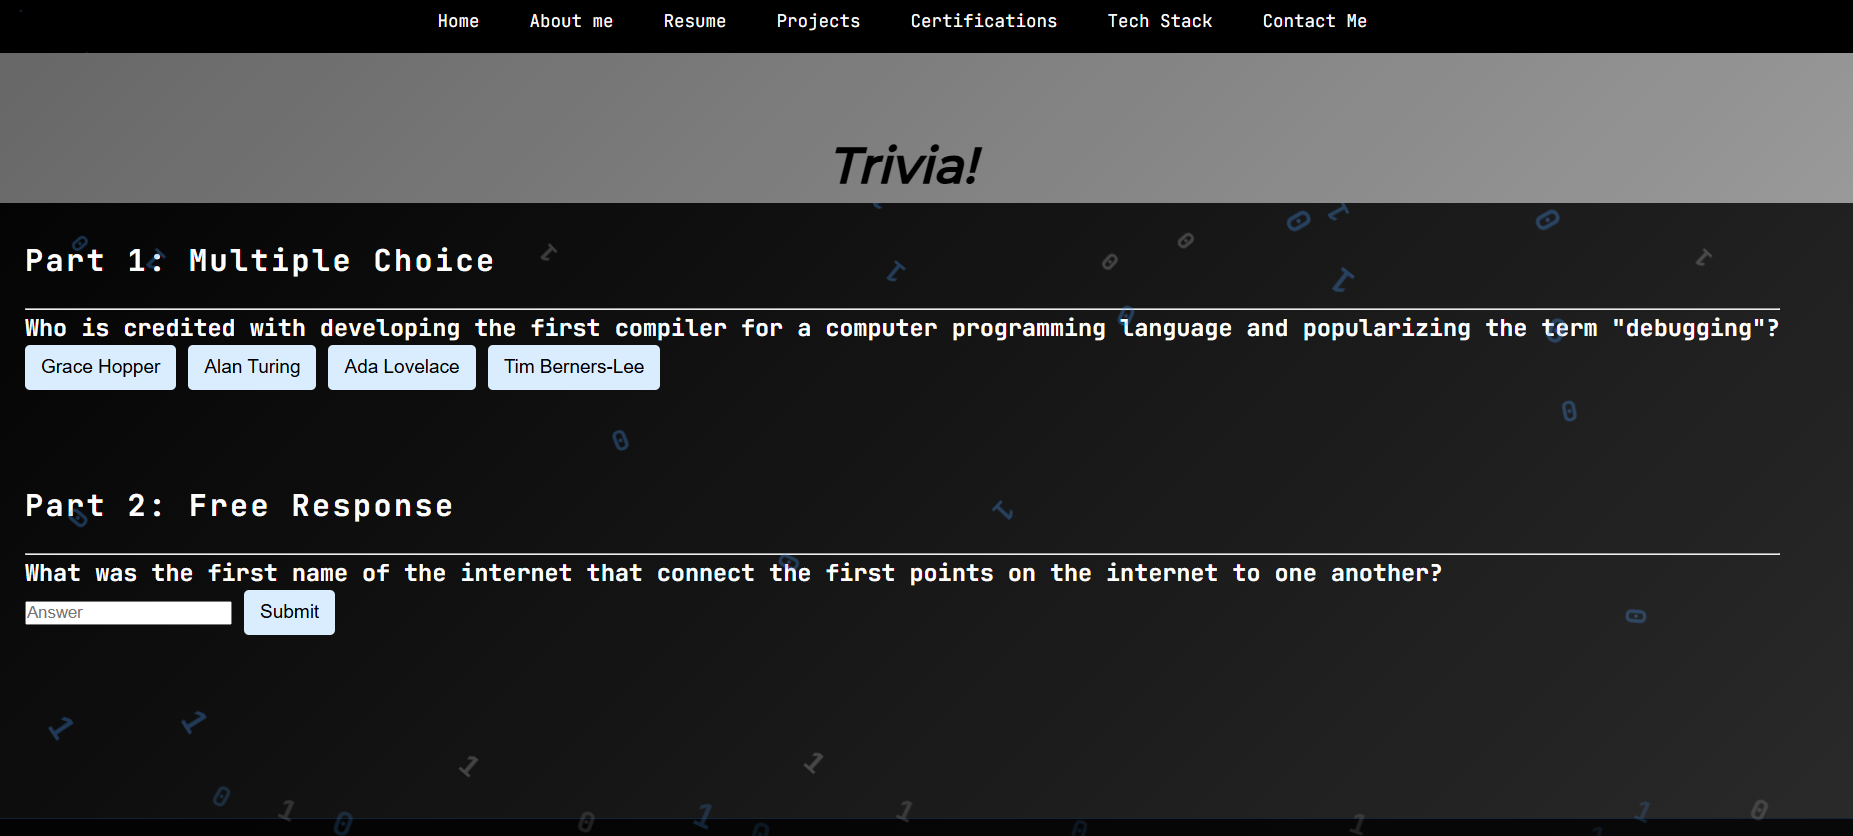 Home About me Resume Projects Certifications Tech Stack Contact Me
Trivia!
Part 1: Multiple Choice
Who is credited with developing the first compiler for a computer programming language and popularizing the term "debugging"?
Grace Hopper Alan Turing Ada Lovelace Tim Berners-Lee
Part 2: Free Response
What was the first name of the internet that connect the first points on the internet to one another?
Answer Submit